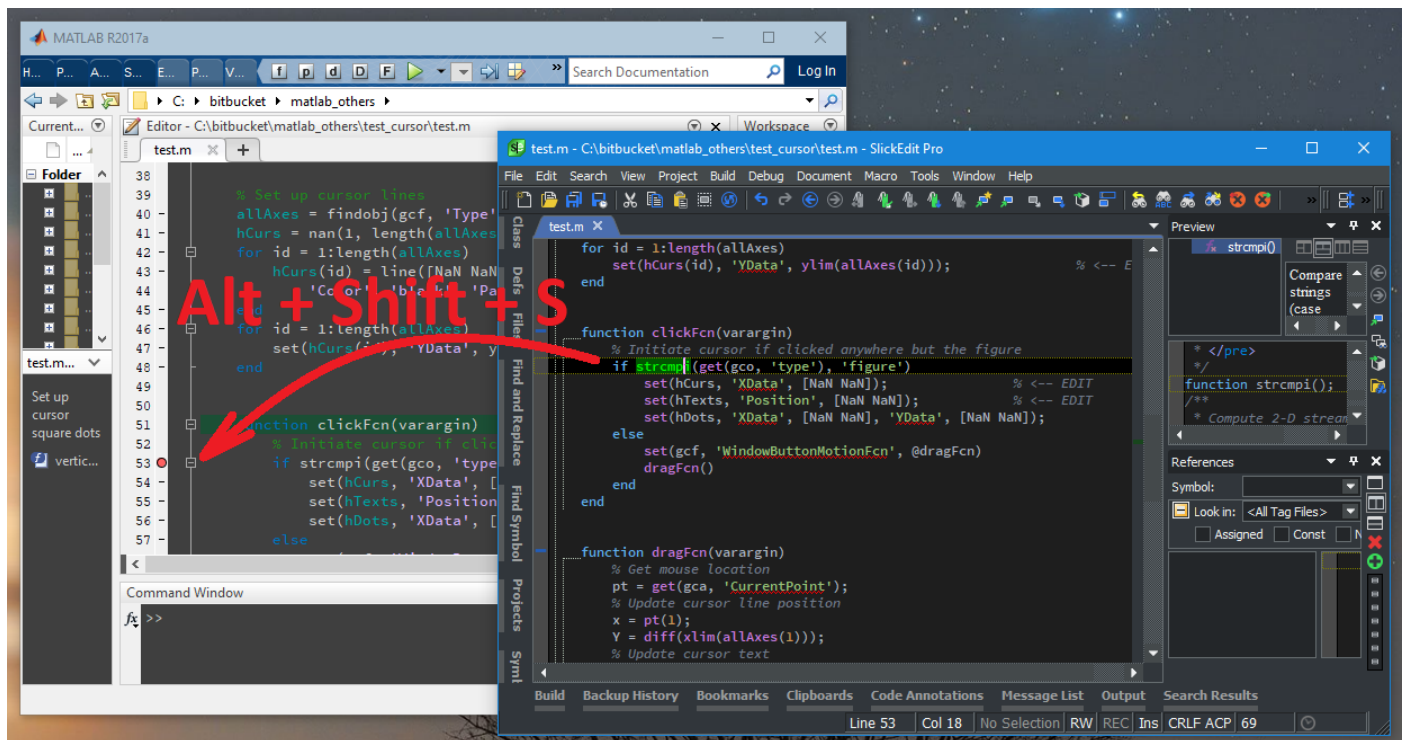 MATLAB R2017a
H... P... A... S... E... P... V... f p d D F » Search Documentation Log In
C: bitbucket matlab_others
Current... Editor - C:\bitbucket\matlab_others\test_cursor\test.m Workspace
... test.m × +
Folder
38
39 % Set up cursor lines
40 - allAxes = findobj(gcf, 'Type'
41 - hCurs = nan(1, length(allAxes
42 - for id = 1:length(allAxes)
43 - hCurs(id) = line([NaN NaN
44 'Color', 'black', 'Pa
45 - end
46 - for id = 1:length(allAxes)
47 - set(hCurs(id), 'YData', y
48 - end
49
50
51 function clickFcn(varargin)
52 % Initiate cursor if clic
53 if strcmpi(get(gco, 'type
54 - set(hCurs, 'XData', [
55 - set(hTexts, 'Position
56 - set(hDots, 'XData', [
57 - else
test.m...
Set up
cursor
square dots
vertic...
Command Window
fx >>
Alt + Shift + S
test.m - C:\bitbucket\matlab_others\test_cursor\test.m - SlickEdit Pro
File Edit Search View Project Build Debug Document Macro Tools Window Help
Class
Defs
Files
Find and Replace
Find Symbol
Projects
test.m ×
for id = 1:length(allAxes)
set(hCurs(id), 'YData', ylim(allAxes(id))); % <-- E
end
function clickFcn(varargin)
% Initiate cursor if clicked anywhere but the figure
if strcmpi(get(gco, 'type'), 'figure')
set(hCurs, 'XData', [NaN NaN]); % <-- EDIT
set(hTexts, 'Position', [NaN NaN]); % <-- EDIT
set(hDots, 'XData', [NaN NaN], 'YData', [NaN NaN]);
else
set(gcf, 'WindowButtonMotionFcn', @dragFcn)
dragFcn()
end
end
function dragFcn(varargin)
% Get mouse location
pt = get(gca, 'CurrentPoint');
% Update cursor line position
x = pt(1);
Y = diff(xlim(allAxes(1)));
% Update cursor text
Preview
strcmpi()
Compare
strings
(case
* </pre>
*/
function strcmpi();
/**
* Compute 2-D stream
References
Symbol:
Look in: <All Tag Files>
Assigned Const N
Build Backup History Bookmarks Clipboards Code Annotations Message List Output Search Results
Line 53 Col 18 No Selection RW REC Ins CRLF ACP 69